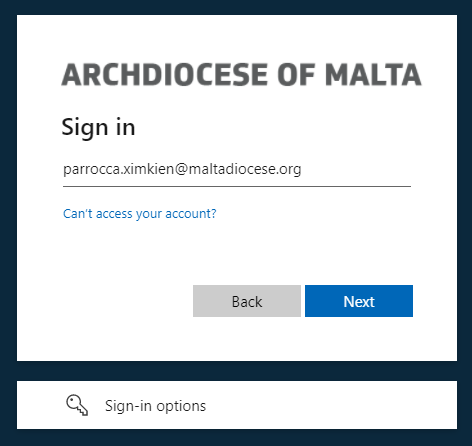 ARCHDIOCESE OF MALTA
Sign in
parrocca.ximkien@maltadiocese.org
Can't access your account?
Back Next
Sign-in options